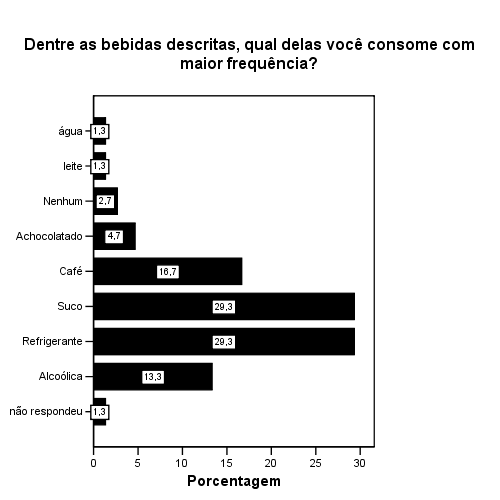 Dentre as bebidas descritas, qual delas você consome com
maior frequência?
água 1,3
leite 1,3
Nenhum 2,7
Achocolatado 4,7
Café 16,7
Suco 29,3
Refrigerante 29,3
Alcoólica 13,3
não respondeu 1,3
0 5 10 15 20 25 30
Porcentagem